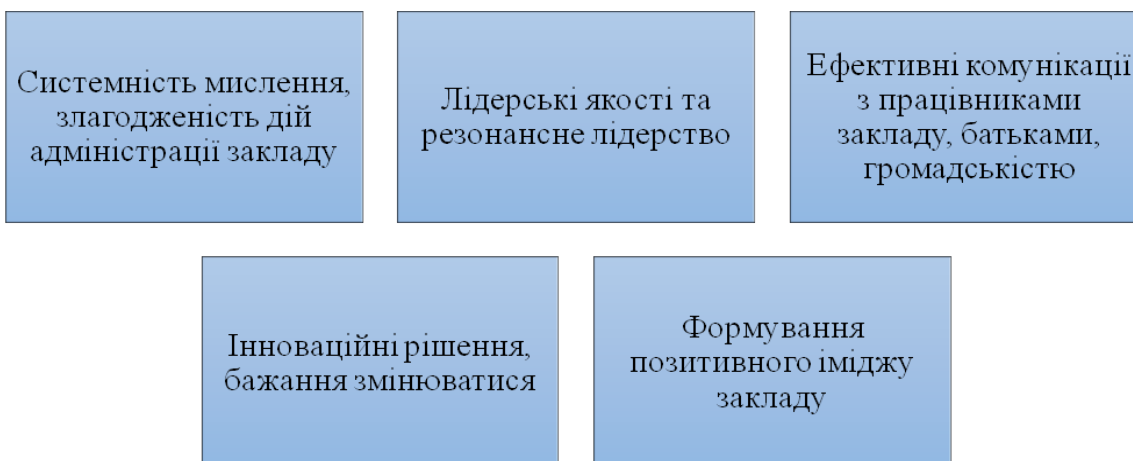 Системність мислення,
злагодженість дій
адміністрації закладу
Лідерські якості та
резонансне лідерство
Ефективні комунікації
з працівниками
закладу, батьками,
громадськістю
Інноваційні рішення,
бажання змінюватися
Формування
позитивного іміджу
закладу